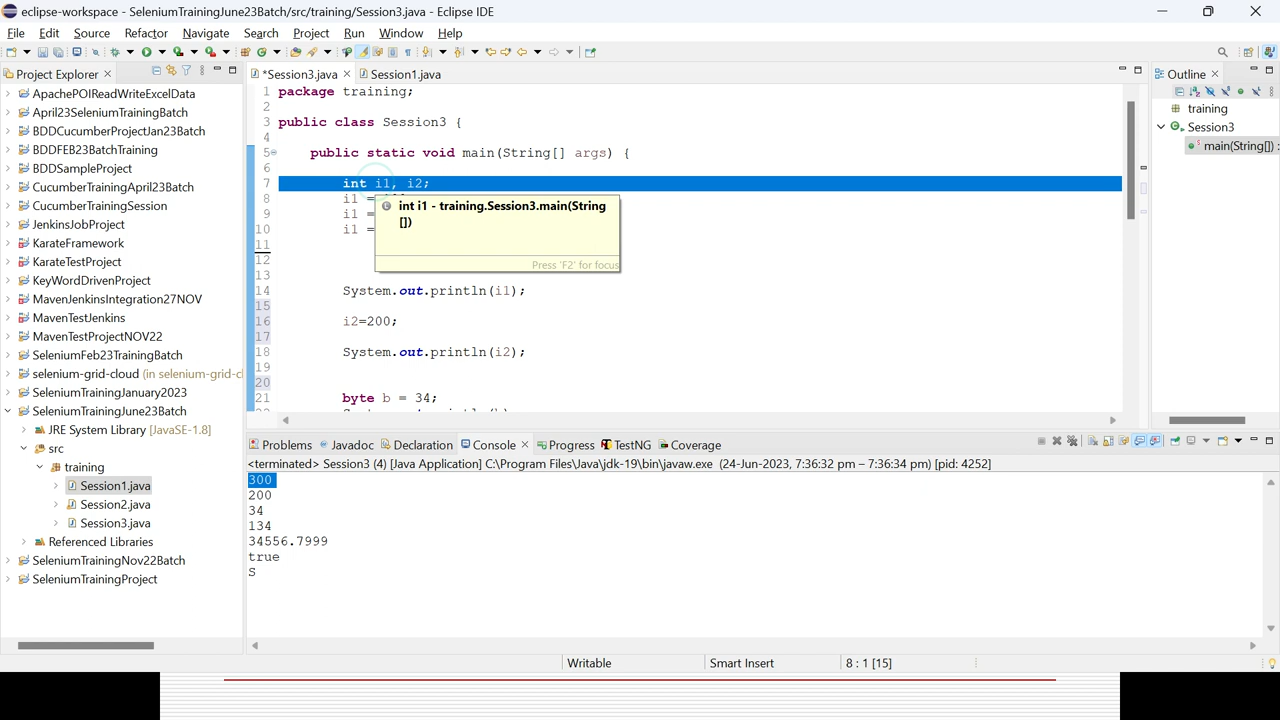 eclipse-workspace - SeleniumTrainingJune23Batch/src/training/Session3.java - Eclipse IDE
File Edit Source Refactor Navigate Search Project Run Window Help
Project Explorer
ApachePOIReadWriteExcelData
April23SeleniumTrainingBatch
BDDCucumberProjectJan23Batch
BDDFEB23BatchTraining
BDDSampleProject
CucumberTrainingApril23Batch
CucumberTrainingSession
JenkinsJobProject
KarateFramework
KarateTestProject
KeyWordDrivenProject
MavenJenkinsIntegration27NOV
MavenTestJenkins
MavenTestProjectNOV22
SeleniumFeb23TrainingBatch
selenium-grid-cloud (in selenium-grid-cl
SeleniumTrainingJanuary2023
SeleniumTrainingJune23Batch
JRE System Library [JavaSE-1.8]
src
training
Session1.java
Session2.java
Session3.java
Referenced Libraries
SeleniumTrainingNov22Batch
SeleniumTrainingProject
*Session3.java Session1.java
1 package training;
2
3 public class Session3 {
4
5 public static void main(String[] args) {
6
7 int i1, i2;
8 i1 =
9 i1 =
10 i1 =
11
12
13
14 System.out.println(i1);
15
16 i2=200;
17
18 System.out.println(i2);
19
20
21 byte b = 34;
int i1 - training.Session3.main(String
[])
Press 'F2' for focus
Outline
training
Session3
main(String[]) :
Problems Javadoc Declaration Console Progress TestNG Coverage
<terminated> Session3 (4) [Java Application] C:\Program Files\Java\jdk-19\bin\javaw.exe (24-Jun-2023, 7:36:32 pm – 7:36:34 pm) [pid: 4252]
300
200
34
134
34556.7999
true
S
Writable Smart Insert 8 : 1 [15]